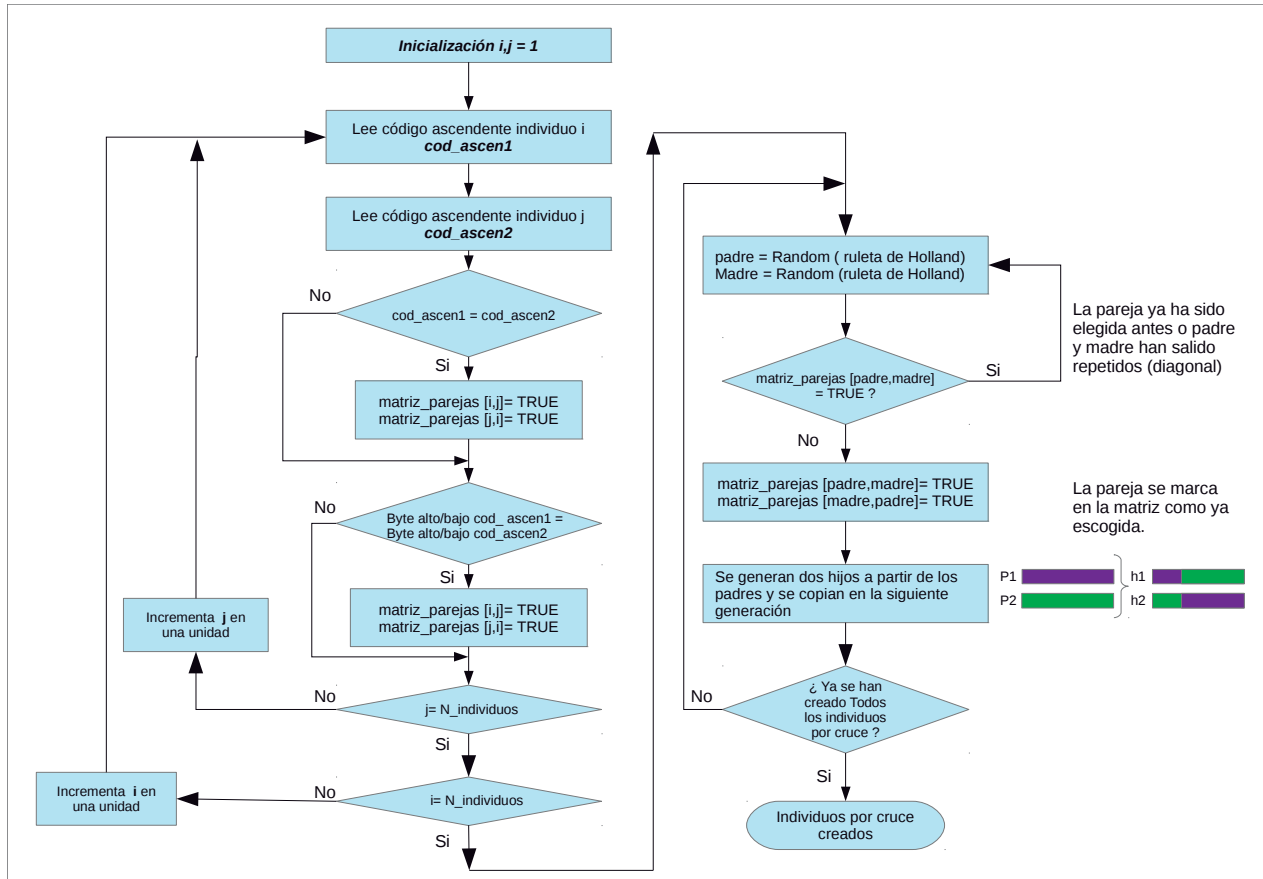 Inicialización i,j = 1
Lee código ascendente individuo i
cod_ascen1
Lee código ascendente individuo j
cod_ascen2
No
cod_ascen1 = cod_ascen2
Si
matriz_parejas [i,j]= TRUE
matriz_parejas [j,i]= TRUE
No
Byte alto/bajo cod_ ascen1 =
Byte alto/bajo cod_ascen2
Si
matriz_parejas [i,j]= TRUE
matriz_parejas [j,i]= TRUE
Incrementa j en
una unidad
No
j= N_individuos
Si
Incrementa i en
una unidad
No
i= N_individuos
Si
padre = Random ( ruleta de Holland)
Madre = Random (ruleta de Holland)
La pareja ya ha sido
elegida antes o padre
y madre han salido
repetidos (diagonal)
matriz_parejas [padre,madre]
= TRUE ?
Si
No
matriz_parejas [padre,madre]= TRUE
matriz_parejas [madre,padre]= TRUE
La pareja se marca
en la matriz como ya
escogida.
Se generan dos hijos a partir de los
padres y se copian en la siguiente
generación
P1
h1
P2
h2
No
¿ Ya se han
creado Todos
los individuos
por cruce ?
Si
Individuos por cruce
creados